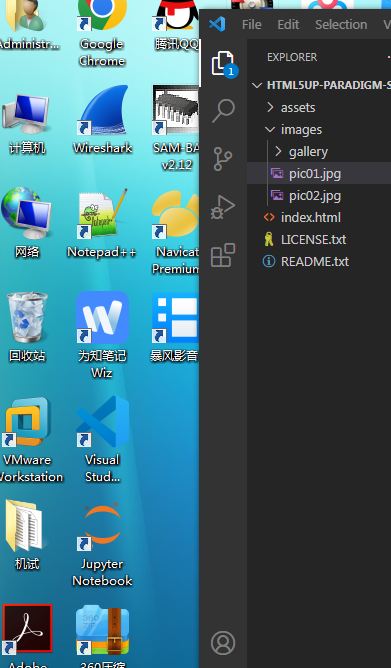 Administr...
Google
Chrome
腾讯QQ
计算机
Wireshark
SAM-BA
v2.12
网络
Notepad++
Navicat
Premium
回收站
为知笔记
Wiz
暴风影音
VMware
Workstation
Visual
Stud...
机试
Jupyter
Notebook
Adobe
360压缩
File
Edit
Selection
V
EXPLORER
HTML5UP-PARADIGM-S
assets
images
gallery
pic01.jpg
pic02.jpg
index.html
LICENSE.txt
README.txt
1